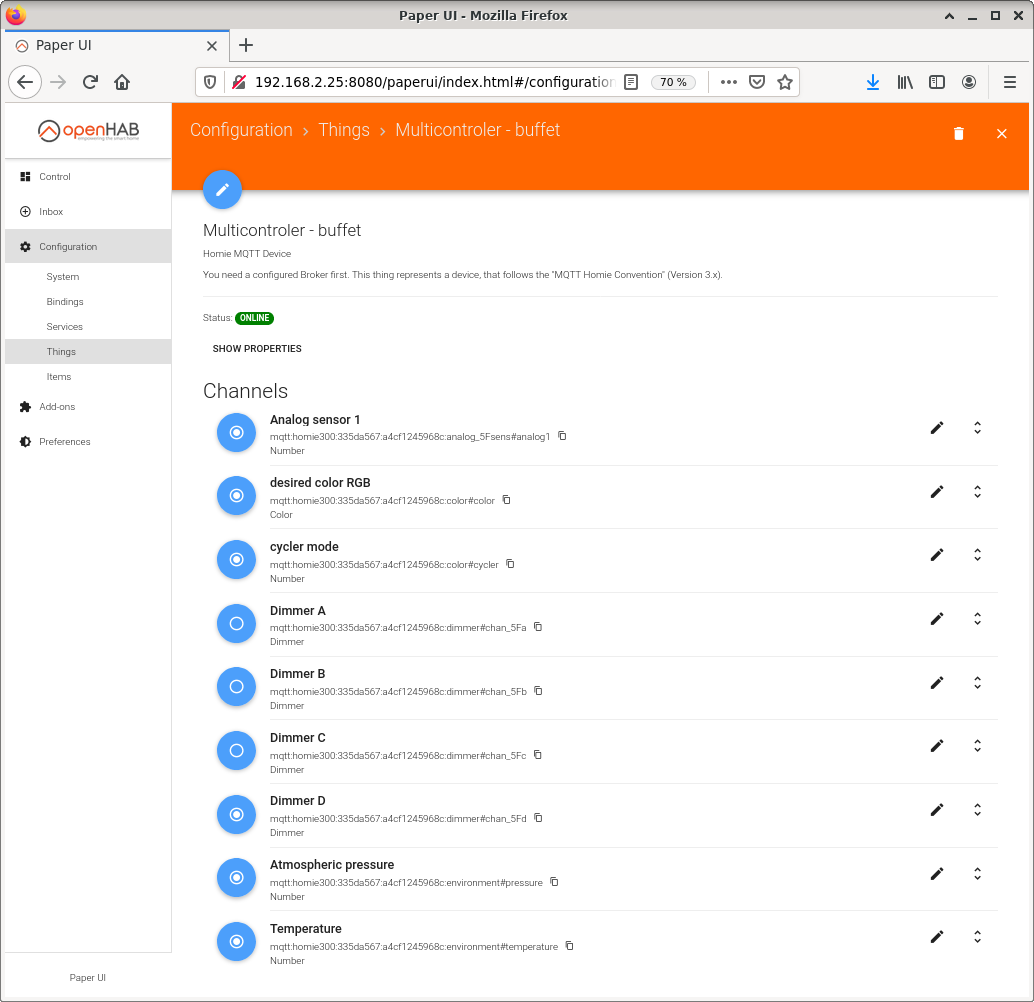 Paper UI - Mozilla Firefox
Paper UI
192.168.2.25:8080/paperui/index.html#/configuration
70 %
openHAB
empowering the smart home
Configuration › Things › Multicontroler - buffet
Control
Inbox
Configuration
System
Bindings
Services
Things
Items
Add-ons
Preferences
Paper UI
Multicontroler - buffet
Homie MQTT Device
You need a configured Broker first. This thing represents a device, that follows the "MQTT Homie Convention" (Version 3.x).
Status: ONLINE
SHOW PROPERTIES
Channels
Analog sensor 1
mqtt:homie300:335da567:a4cf1245968c:analog_5Fsens#analog1
Number
desired color RGB
mqtt:homie300:335da567:a4cf1245968c:color#color
Color
cycler mode
mqtt:homie300:335da567:a4cf1245968c:color#cycler
Number
Dimmer A
mqtt:homie300:335da567:a4cf1245968c:dimmer#chan_5Fa
Dimmer
Dimmer B
mqtt:homie300:335da567:a4cf1245968c:dimmer#chan_5Fb
Dimmer
Dimmer C
mqtt:homie300:335da567:a4cf1245968c:dimmer#chan_5Fc
Dimmer
Dimmer D
mqtt:homie300:335da567:a4cf1245968c:dimmer#chan_5Fd
Dimmer
Atmospheric pressure
mqtt:homie300:335da567:a4cf1245968c:environment#pressure
Number
Temperature
mqtt:homie300:335da567:a4cf1245968c:environment#temperature
Number